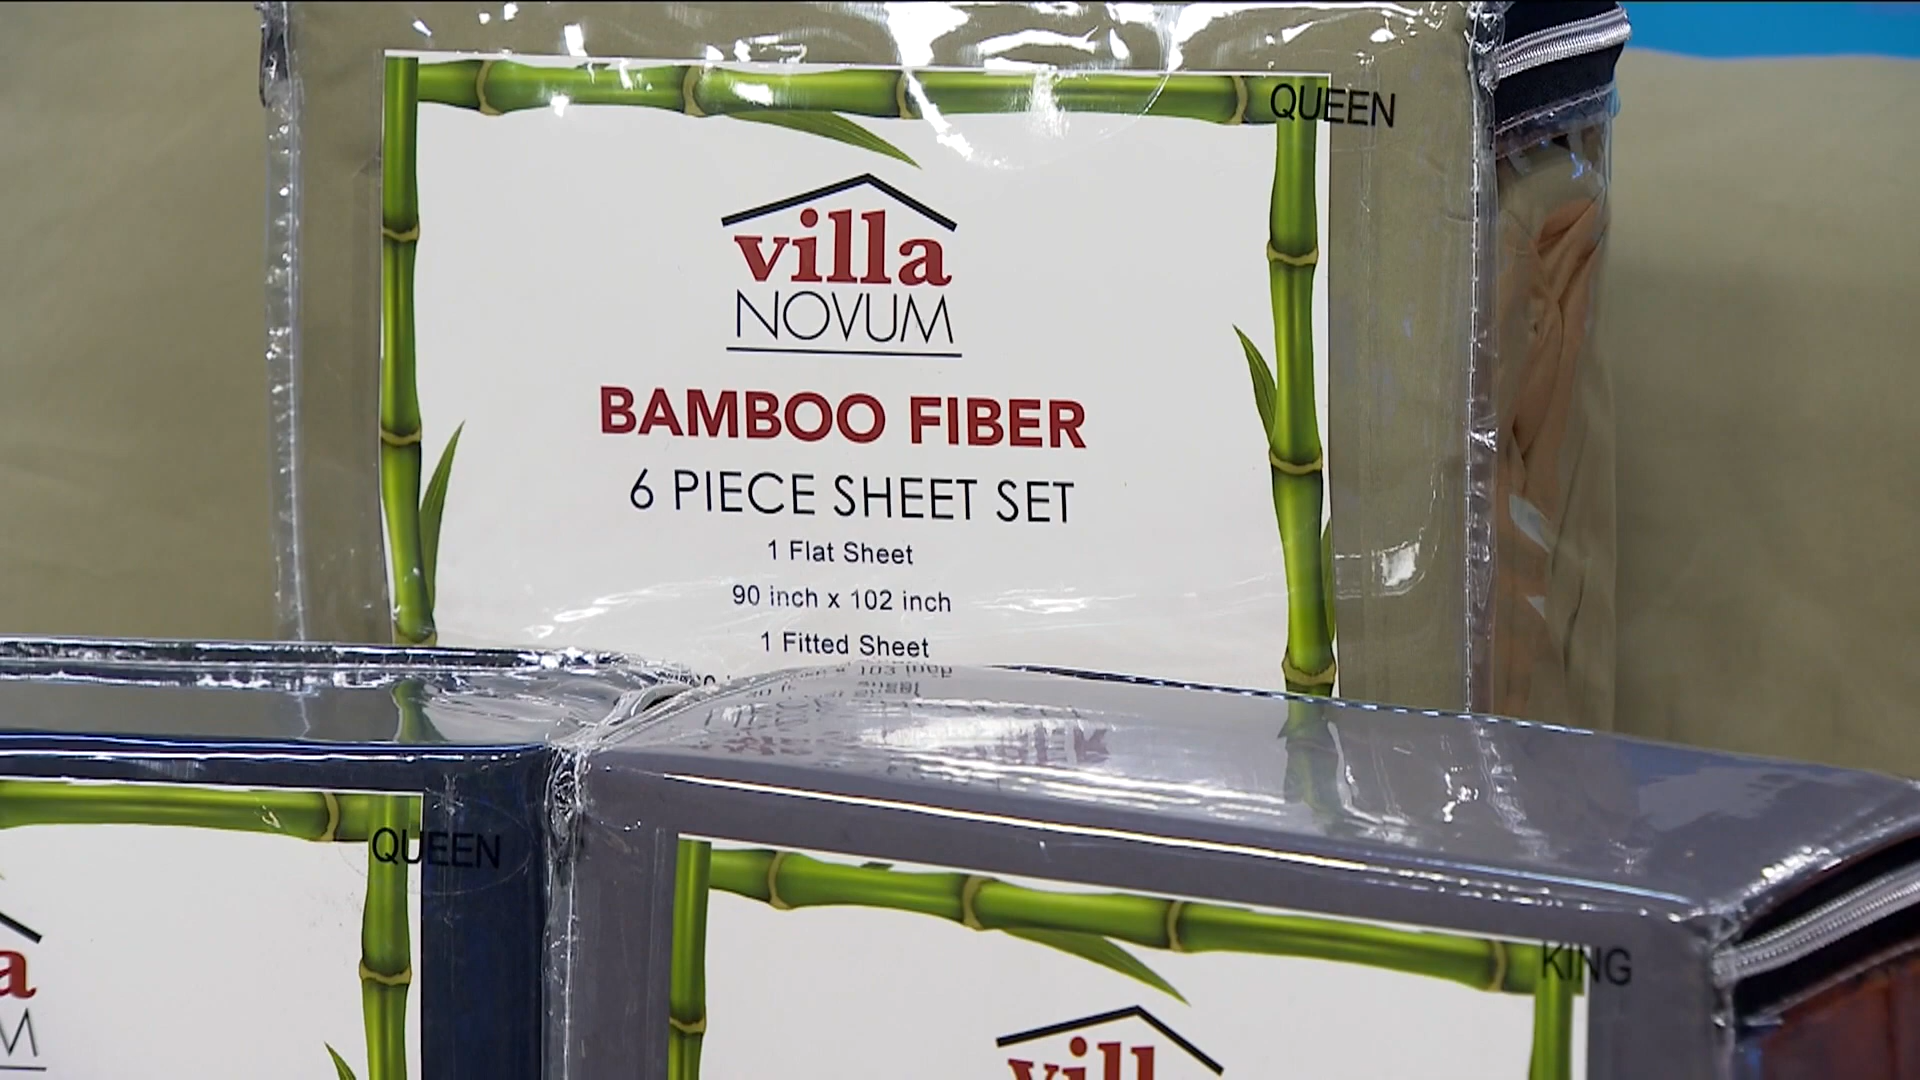 QUEEN
villa
NOVUM
BAMBOO FIBER
6 PIECE SHEET SET
1 Flat Sheet
90 inch x 102 inch
1 Fitted Sheet
QUEEN
KING